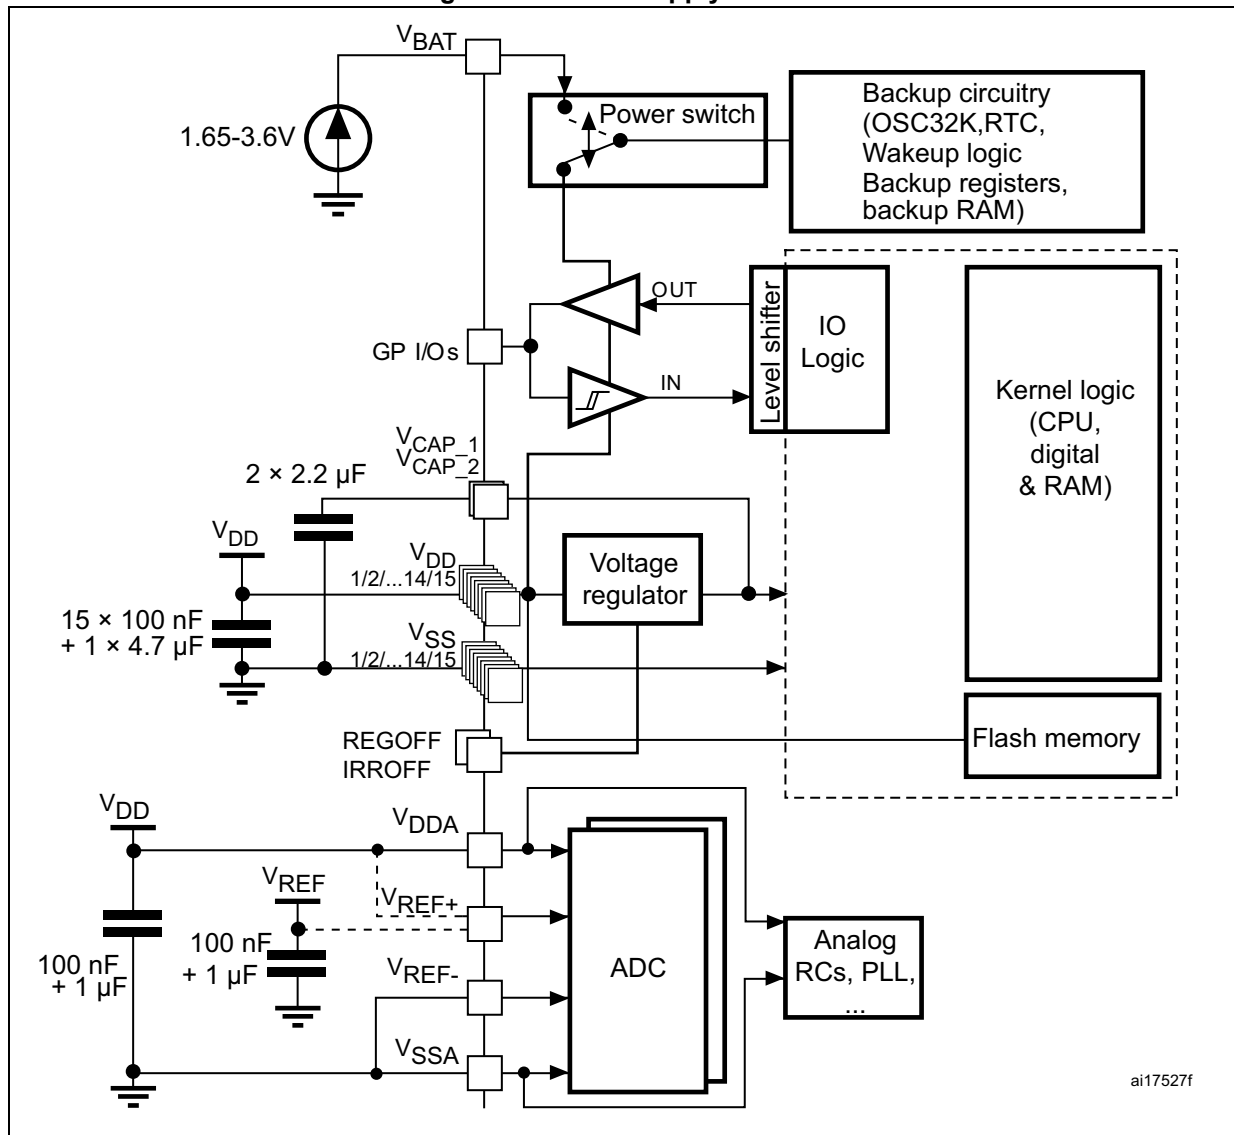 VBAT
Power switch
1.65-3.6V
Backup circuitry
(OSC32K,RTC,
Wakeup logic
Backup registers,
backup RAM)
OUT
GP I/Os
IN
Level shifter
IO
Logic
Kernel logic
(CPU,
digital
& RAM)
VCAP_1
VCAP_2
2 × 2.2 μF
VDD
VDD
1/2/...14/15
15 × 100 nF
+ 1 × 4.7 μF
Voltage
regulator
VSS
1/2/...14/15
REGOFF
IRROFF
Flash memory
VDD
VDDA
VREF
VREF+
100 nF
+ 1 μF
100 nF
+ 1 μF
VREF-
VSSA
ADC
Analog
RCs, PLL,
...
ai17527f